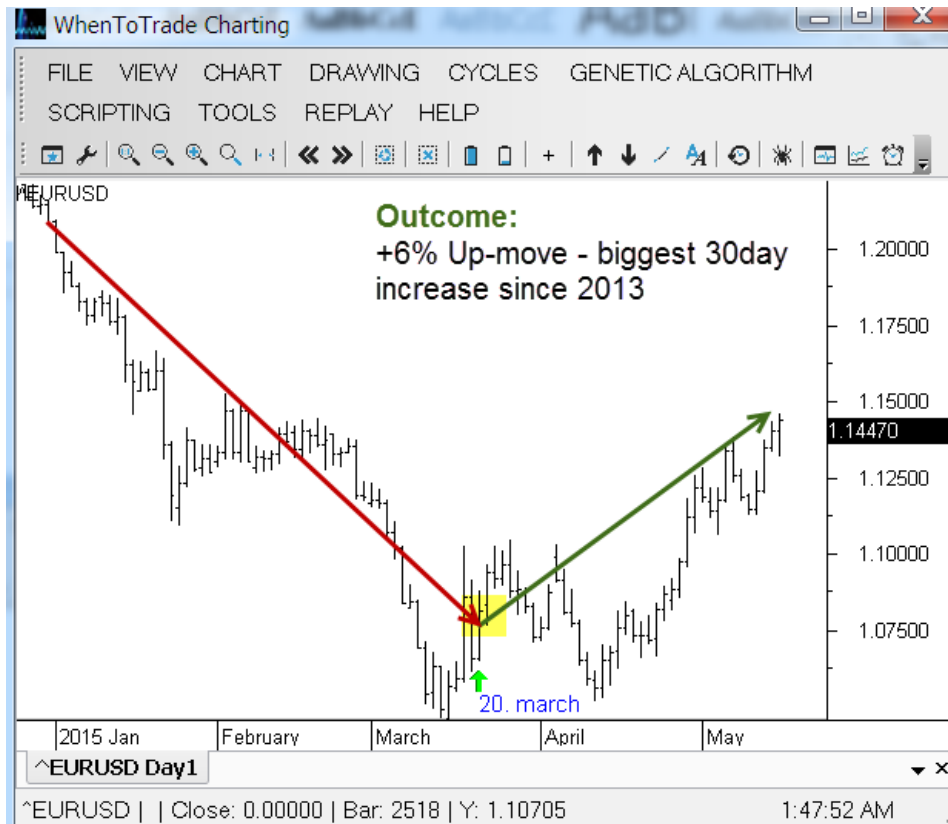 WhenToTrade Charting
FILE VIEW CHART DRAWING CYCLES GENETIC ALGORITHM
SCRIPTING TOOLS REPLAY HELP
EURUSD
Outcome:
+6% Up-move - biggest 30day
increase since 2013
1.20000
1.17500
1.15000
1.14470
1.12500
1.10000
1.07500
20. march
2015 Jan February March April May
^EURUSD Day1
^EURUSD | | Close: 0.00000 | Bar: 2518 | Y: 1.10705 1:47:52 AM